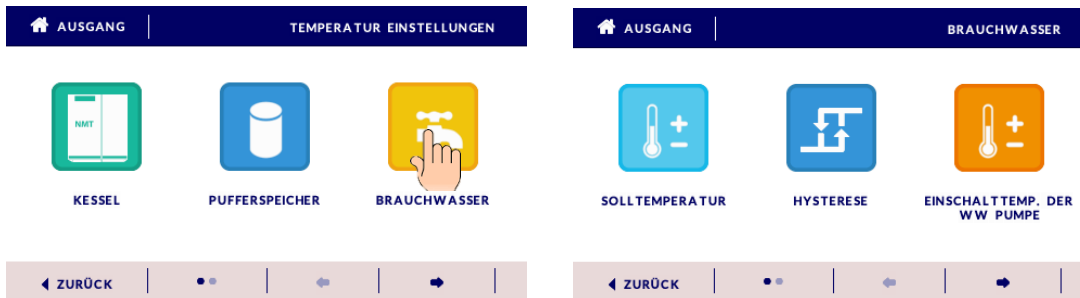 AUSGANG
TEMPERATUR EINSTELLUNGEN
NMT
KESSEL
PUFFERSPEICHER
BRAUCHWASSER
ZURÜCK
AUSGANG
BRAUCHWASSER
SOLLTEMPERATUR
HYSTERESE
EINSCHALTTEMP. DER
WW PUMPE
ZURÜCK